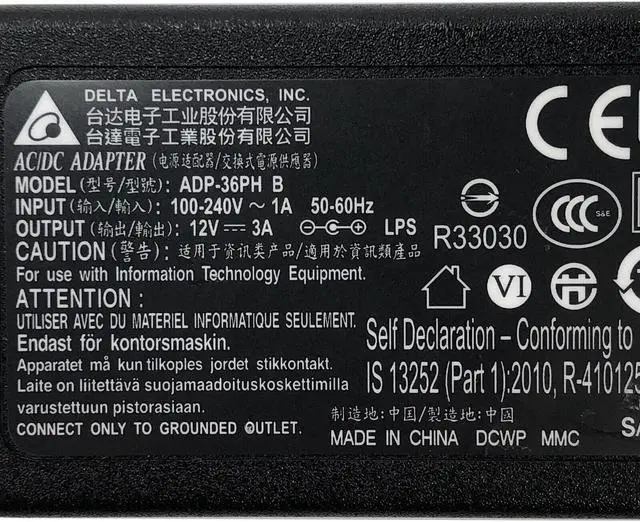 DELTA ELECTRONICS, INC.
台达电子工业股份有限公司
台達電子工業股份有限公司
AC/DC ADAPTER (电源适配器/交換式電源供應器)
MODEL (型号/型號): ADP-36PH B
INPUT (输入/輸入): 100-240V ~ 1A 50-60Hz
OUTPUT (输出/輸出): 12V ⎓ 3A LPS
CAUTION (警告): 适用于资讯类产品/適用於資訊類產品
For use with Information Technology Equipment.
ATTENTION :
UTILISER AVEC DU MATERIEL INFORMATIQUE SEULEMENT.
Endast för kontorsmaskin.
Apparatet må kun tilkoples jordet stikkontakt.
Laite on liitettävä suojamaadoituskoskettimilla
varustettuun pistorasiaan.
CONNECT ONLY TO GROUNDED OUTLET.
CE
R33030
CCC
S&E
VI
Self Declaration – Conforming to
IS 13252 (Part 1):2010, R-410125
制造地:中国/製造地:中國
MADE IN CHINA DCWP MMC